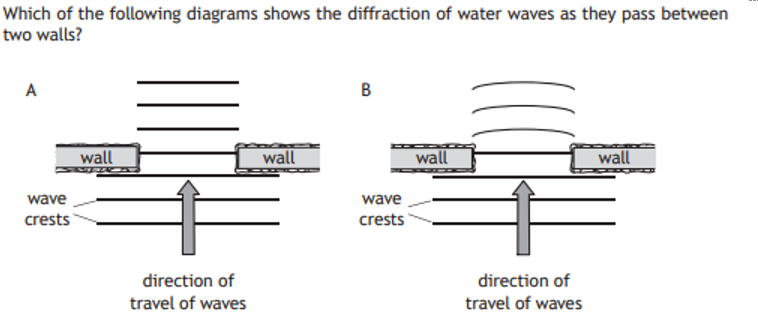 Which of the following diagrams shows the diffraction of water waves as they pass between
two walls?
A
B
wall
wall
wall
wall
wave
crests
wave
crests
direction of
travel of waves
direction of
travel of waves